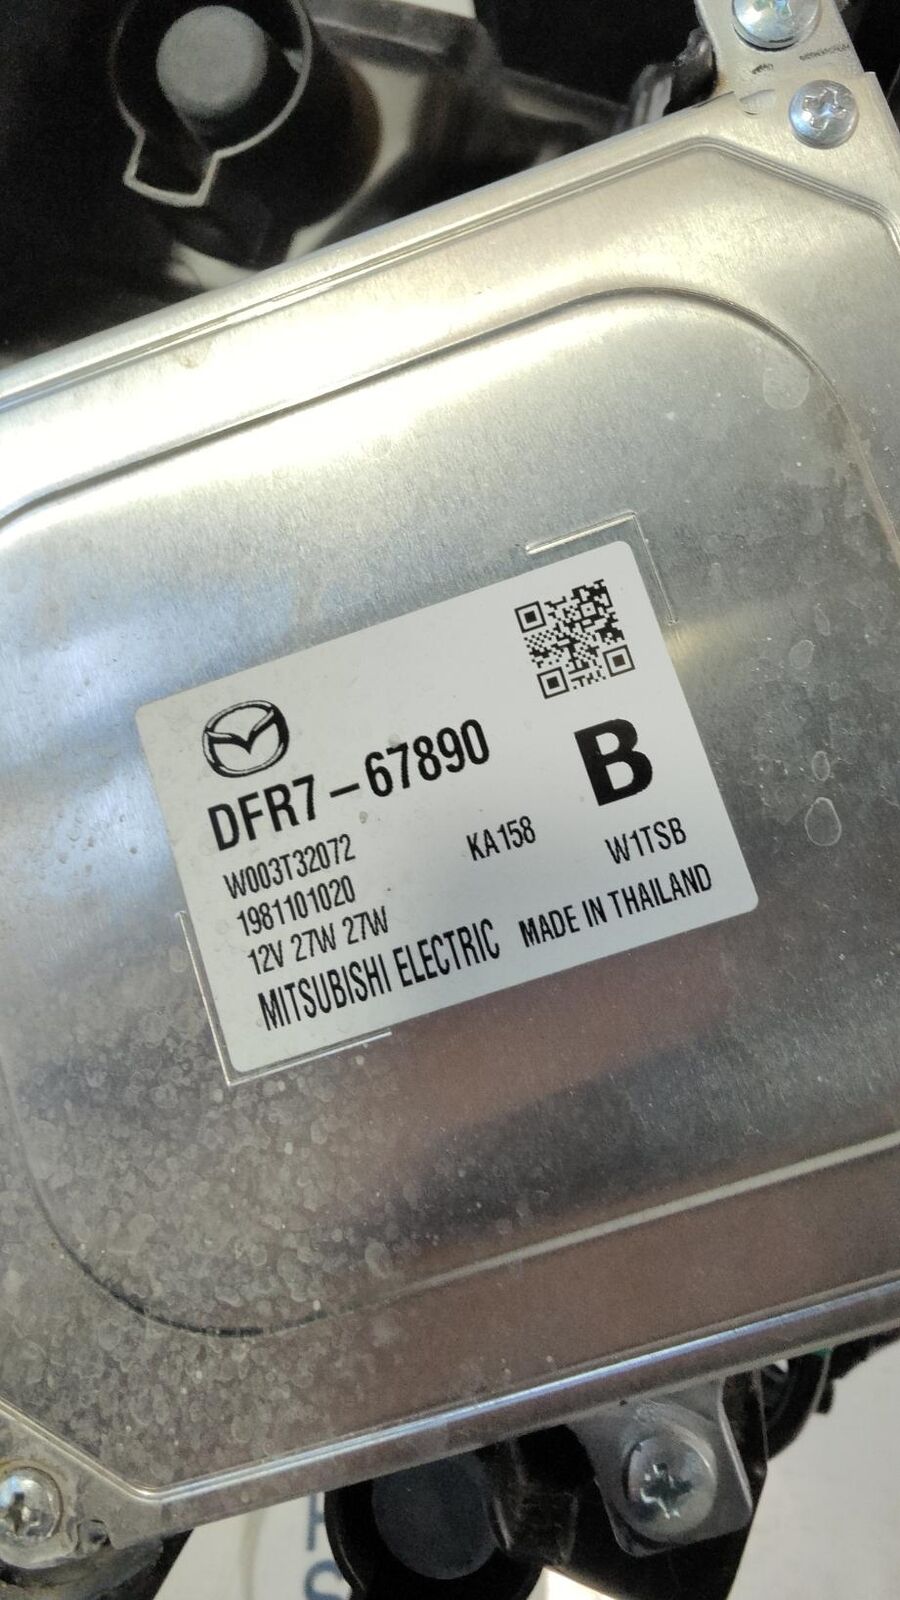 DFR7-67890
B
W003T32072 KA158 W1TSB
1981101020
12V 27W 27W
MITSUBISHI ELECTRIC MADE IN THAILAND